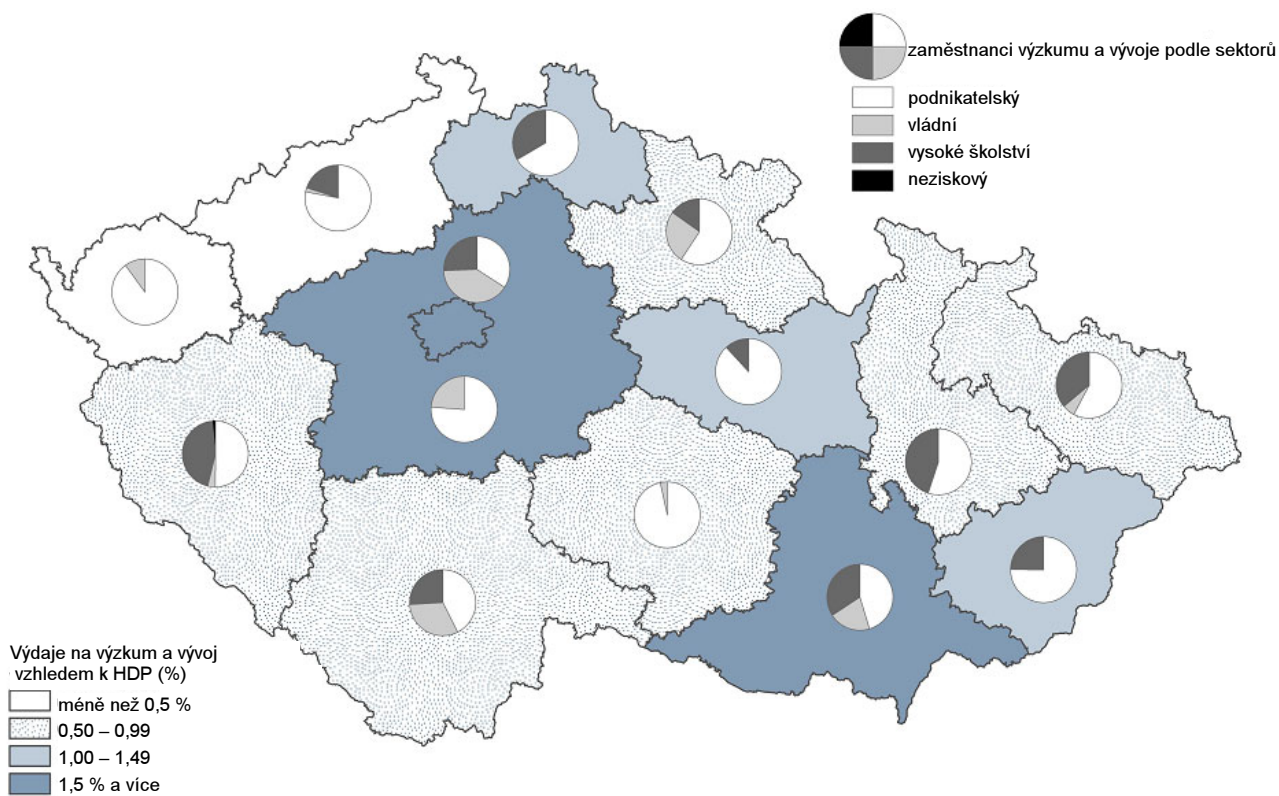 zaměstnanci výzkumu a vývoje podle sektorů
podnikatelský
vládní
vysoké školství
neziskový
Výdaje na výzkum a vývoj
vzhledem k HDP (%)
méně než 0,5 %
0,50 – 0,99
1,00 – 1,49
1,5 % a více